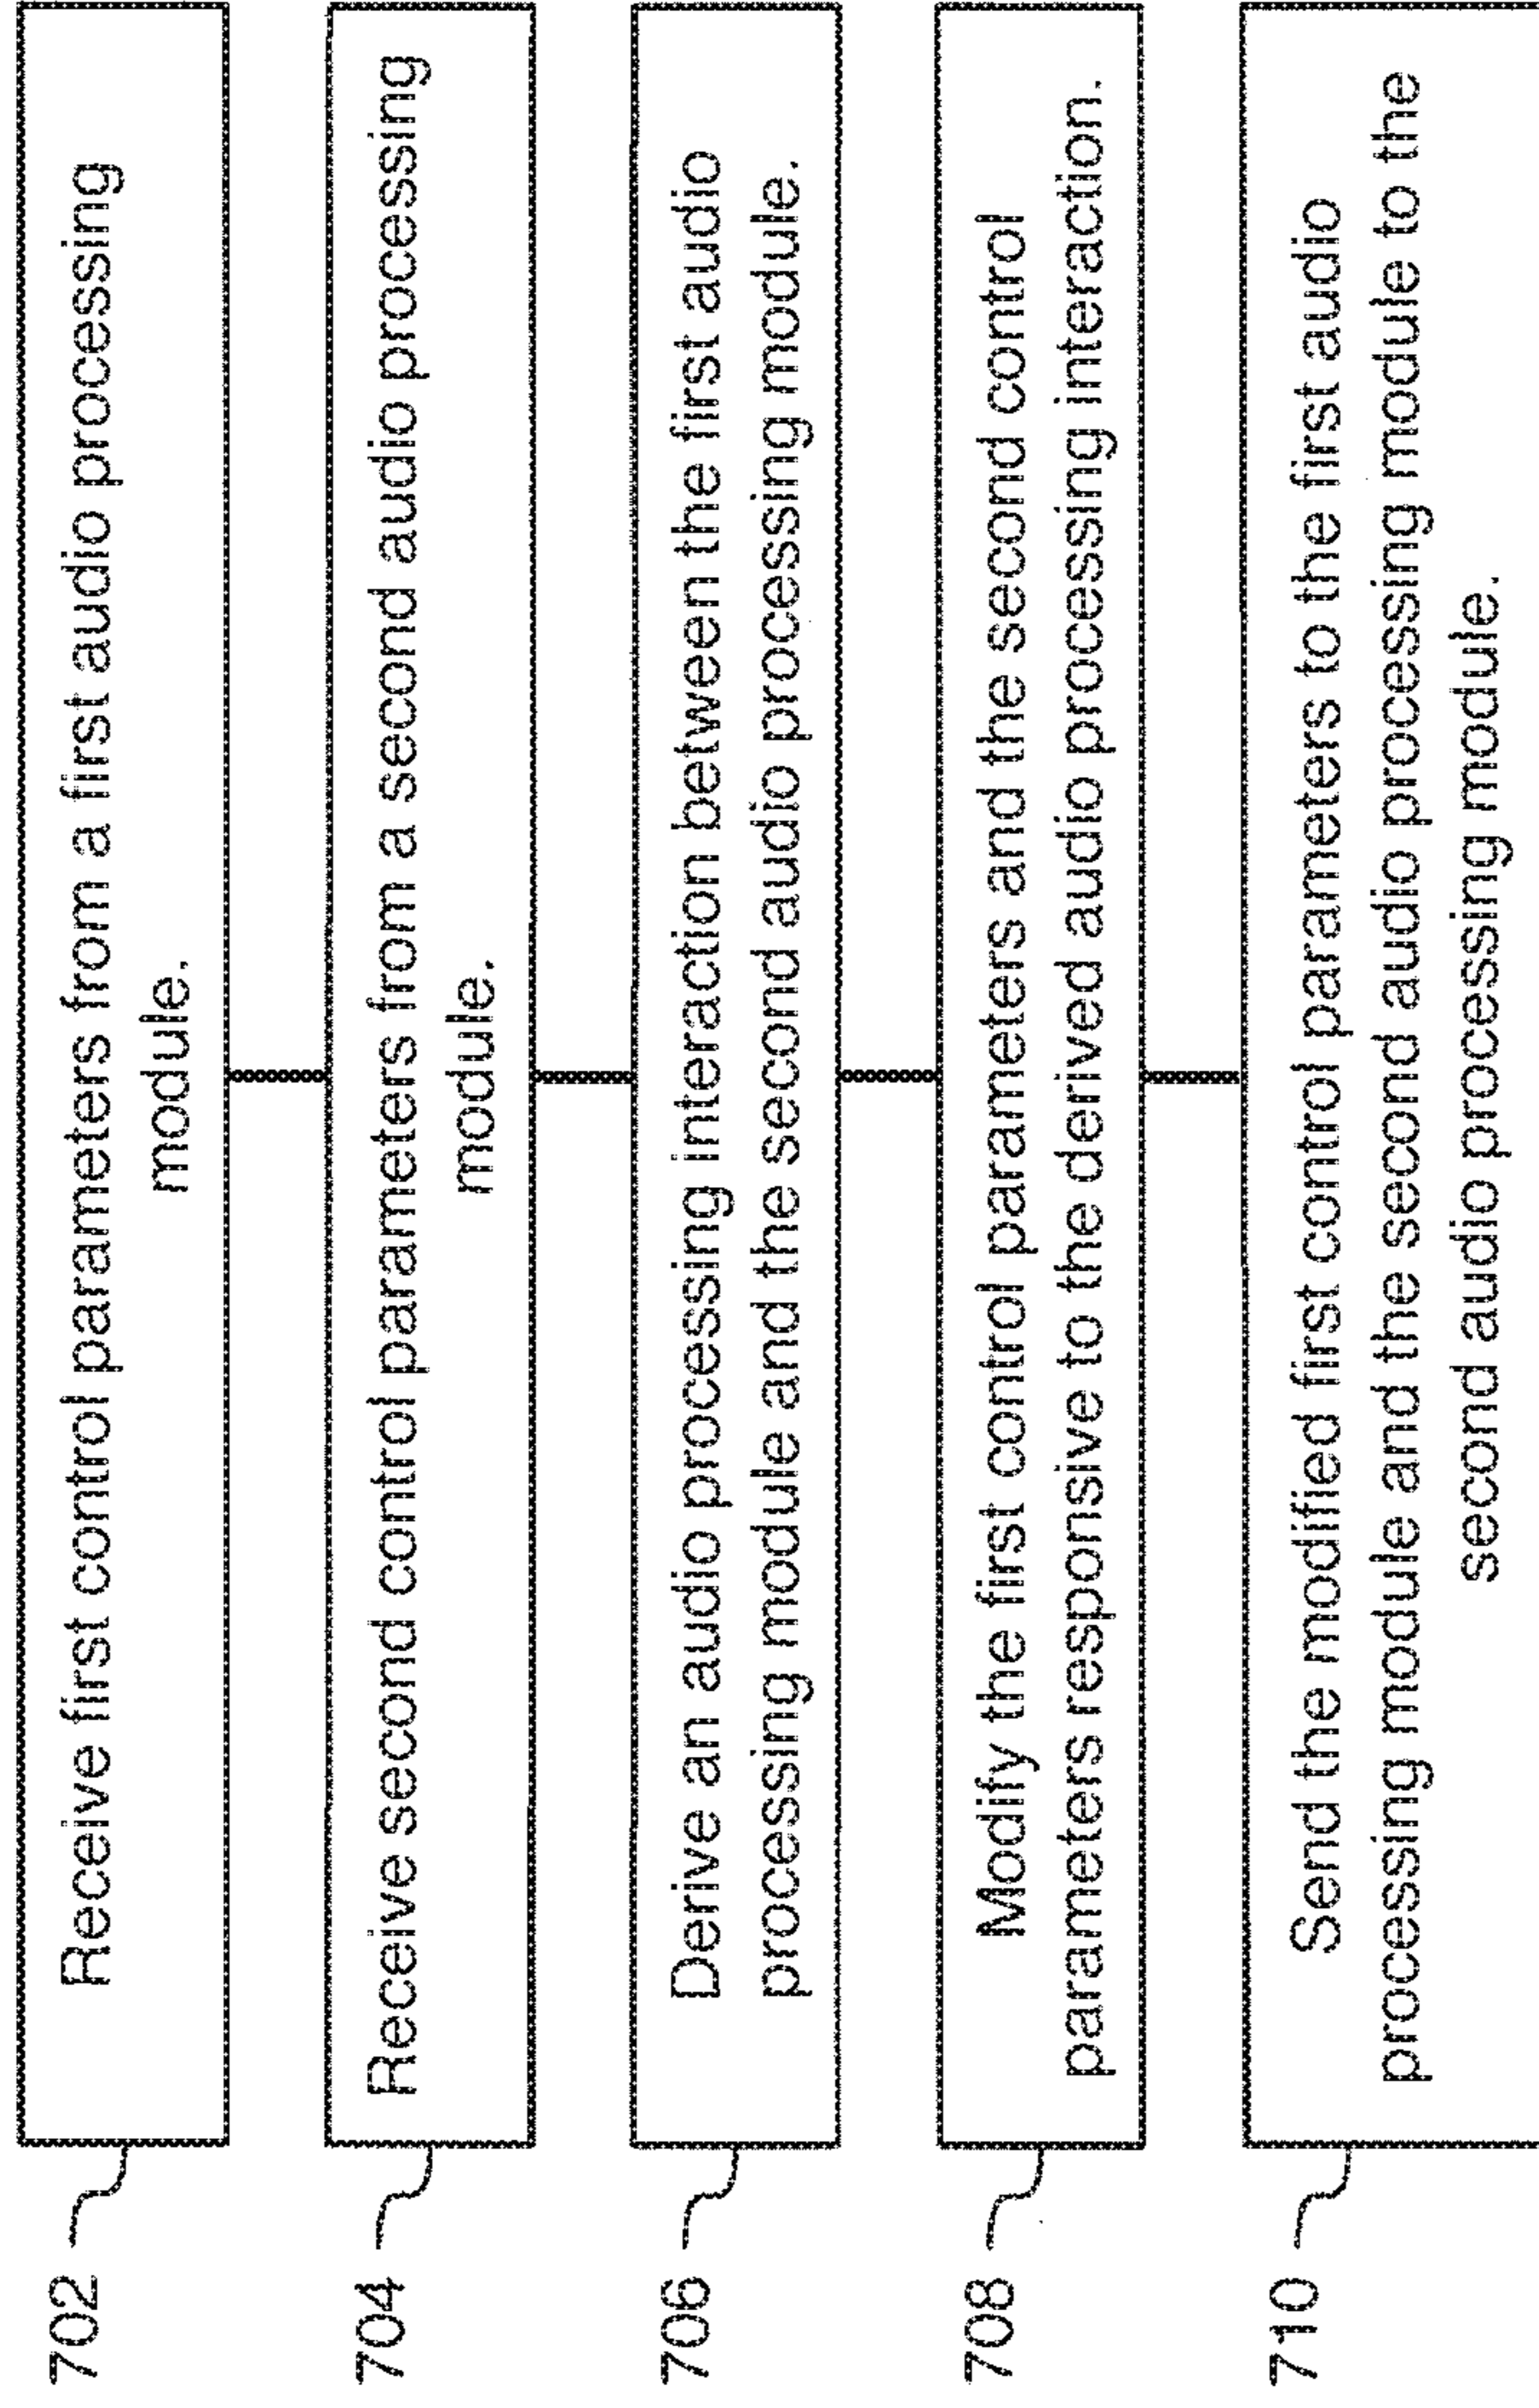 702
Receive first control parameters from a first audio processing
module.
704
Receive second control parameters from a second audio processing
module.
706
Derive an audio processing interaction between the first audio
processing module and the second audio processing module.
708
Modify the first control parameters and the second control
parameters responsive to the derived audio processing interaction.
710
Send the modified first control parameters to the first audio
processing module and the second audio processing module to the
second audio processing module.